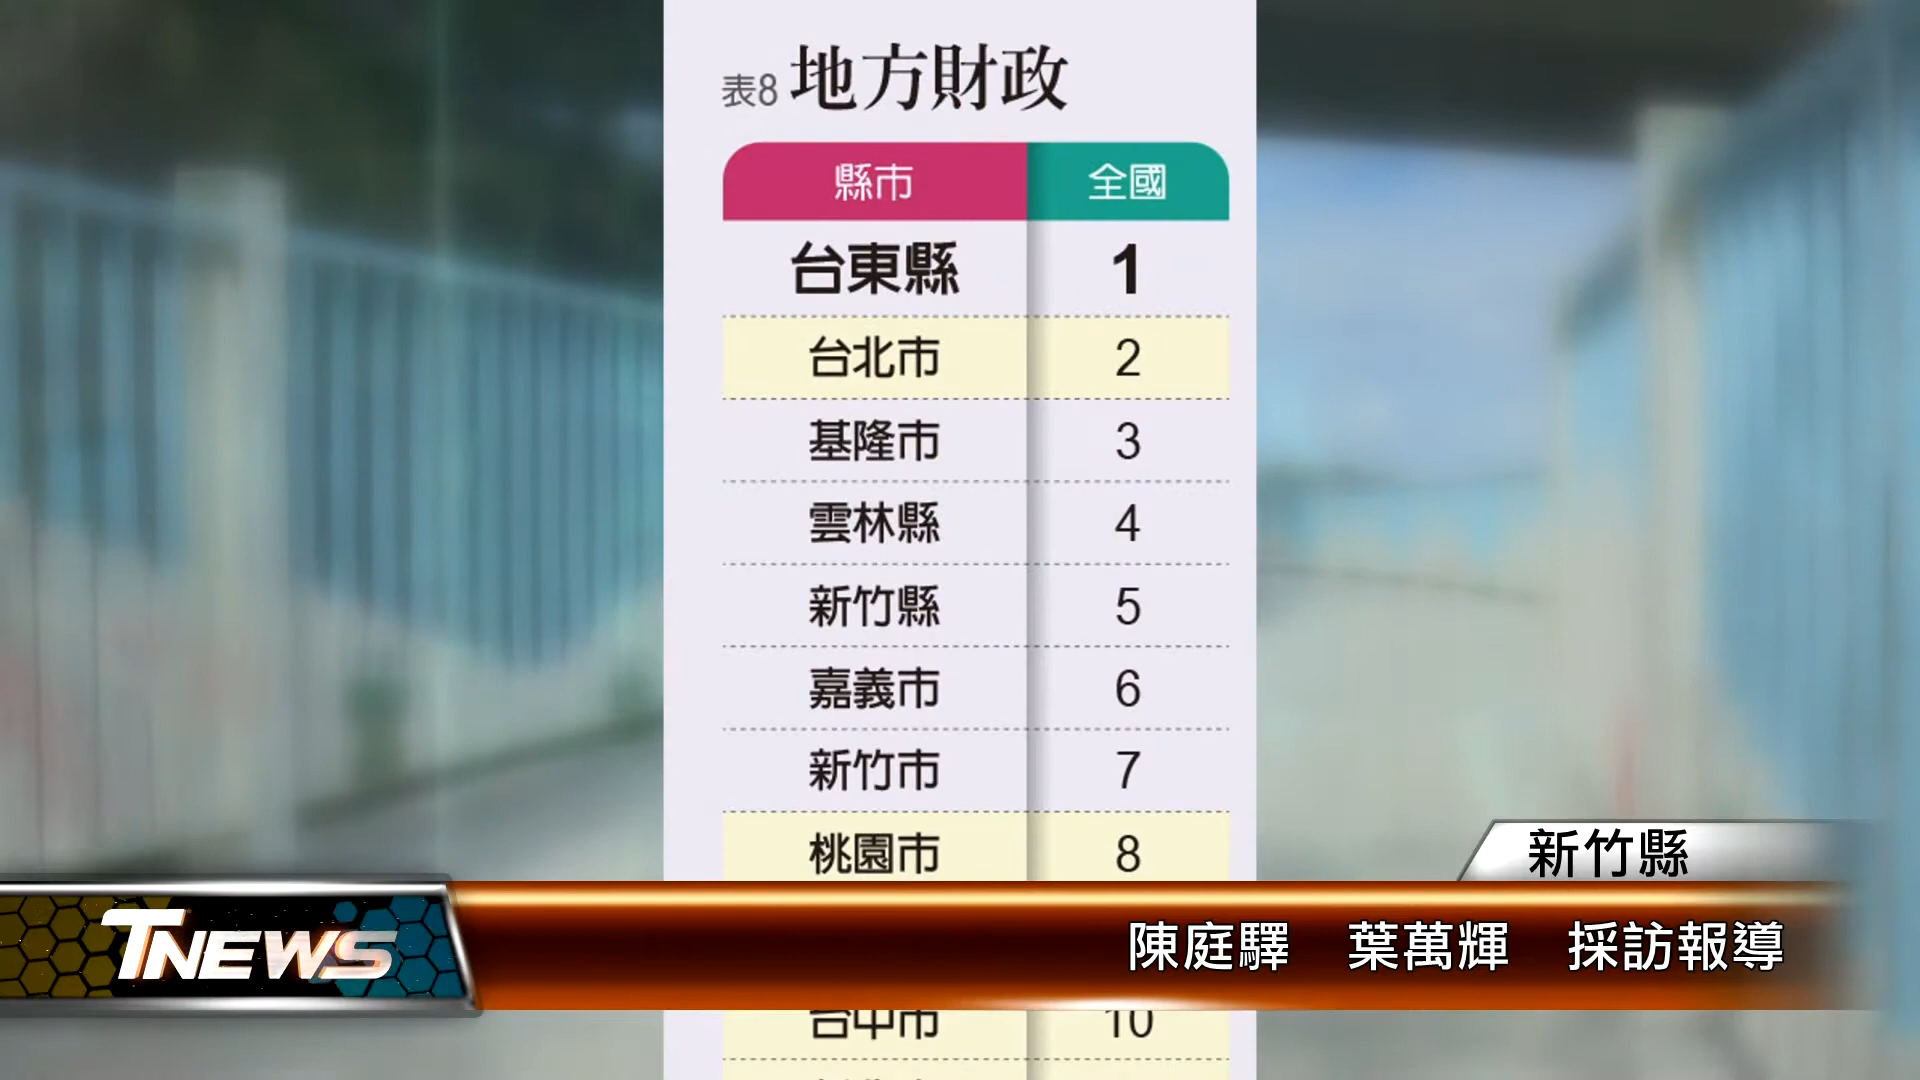 表8 地方財政
縣市 全國
台東縣 1
台北市 2
基隆市 3
雲林縣 4
新竹縣 5
嘉義市 6
新竹市 7
桃園市 8
新竹縣
TNEWS
陳庭驛 葉萬輝 採訪報導
台中市 10